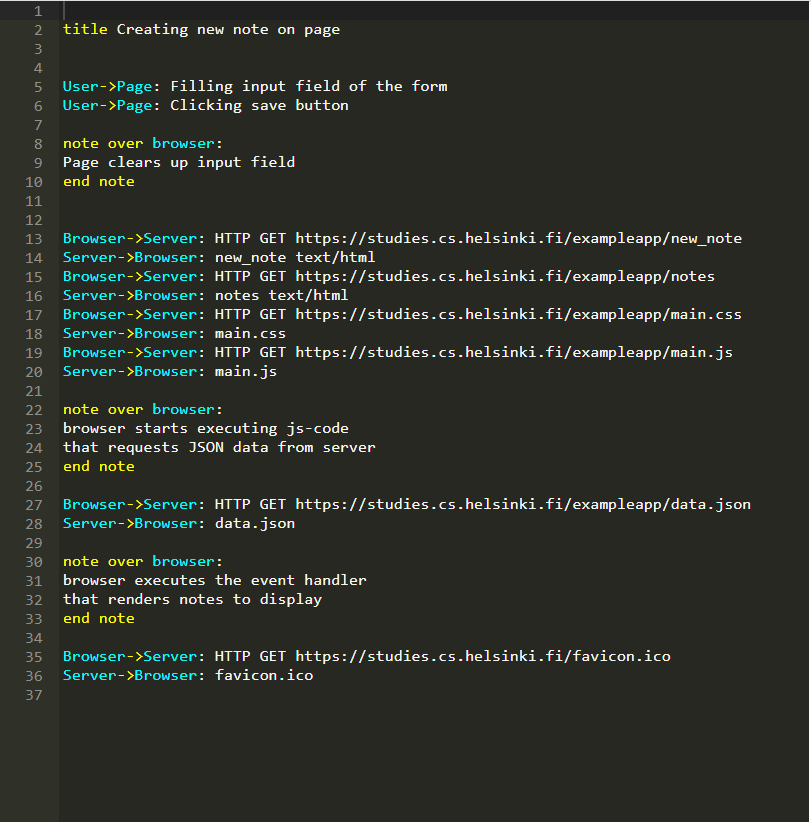 1
2 title Creating new note on page
3
4
5 User->Page: Filling input field of the form
6 User->Page: Clicking save button
7
8 note over browser:
9 Page clears up input field
10 end note
11
12
13 Browser->Server: HTTP GET https://studies.cs.helsinki.fi/exampleapp/new_note
14 Server->Browser: new_note text/html
15 Browser->Server: HTTP GET https://studies.cs.helsinki.fi/exampleapp/notes
16 Server->Browser: notes text/html
17 Browser->Server: HTTP GET https://studies.cs.helsinki.fi/exampleapp/main.css
18 Server->Browser: main.css
19 Browser->Server: HTTP GET https://studies.cs.helsinki.fi/exampleapp/main.js
20 Server->Browser: main.js
21
22 note over browser:
23 browser starts executing js-code
24 that requests JSON data from server
25 end note
26
27 Browser->Server: HTTP GET https://studies.cs.helsinki.fi/exampleapp/data.json
28 Server->Browser: data.json
29
30 note over browser:
31 browser executes the event handler
32 that renders notes to display
33 end note
34
35 Browser->Server: HTTP GET https://studies.cs.helsinki.fi/favicon.ico
36 Server->Browser: favicon.ico
37